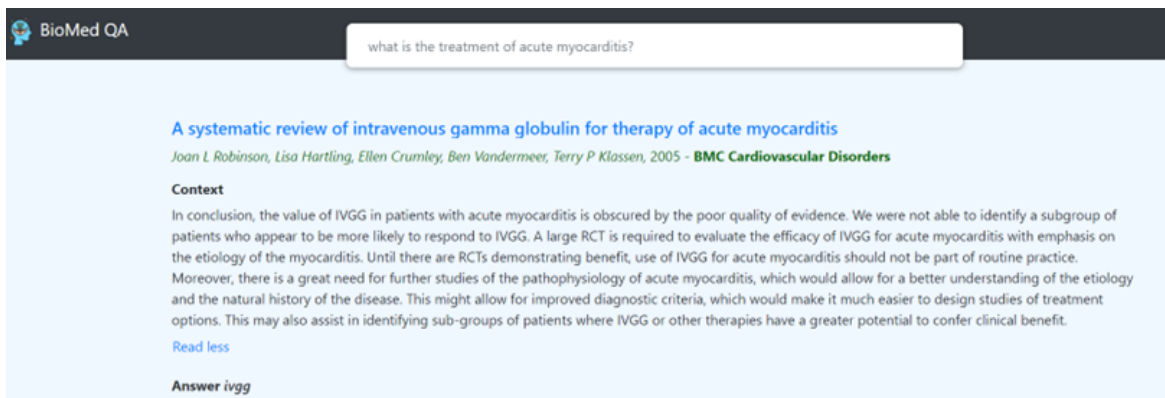 BioMed QA
what is the treatment of acute myocarditis?
A systematic review of intravenous gamma globulin for therapy of acute myocarditis
Joan L Robinson, Lisa Hartling, Ellen Crumley, Ben Vandermeer, Terry P Klassen, 2005 - BMC Cardiovascular Disorders
Context
In conclusion, the value of IVGG in patients with acute myocarditis is obscured by the poor quality of evidence. We were not able to identify a subgroup of
patients who appear to be more likely to respond to IVGG. A large RCT is required to evaluate the efficacy of IVGG for acute myocarditis with emphasis on
the etiology of the myocarditis. Until there are RCTs demonstrating benefit, use of IVGG for acute myocarditis should not be part of routine practice.
Moreover, there is a great need for further studies of the pathophysiology of acute myocarditis, which would allow for a better understanding of the etiology
and the natural history of the disease. This might allow for improved diagnostic criteria, which would make it much easier to design studies of treatment
options. This may also assist in identifying sub-groups of patients where IVGG or other therapies have a greater potential to confer clinical benefit.
Read less
Answer ivgg